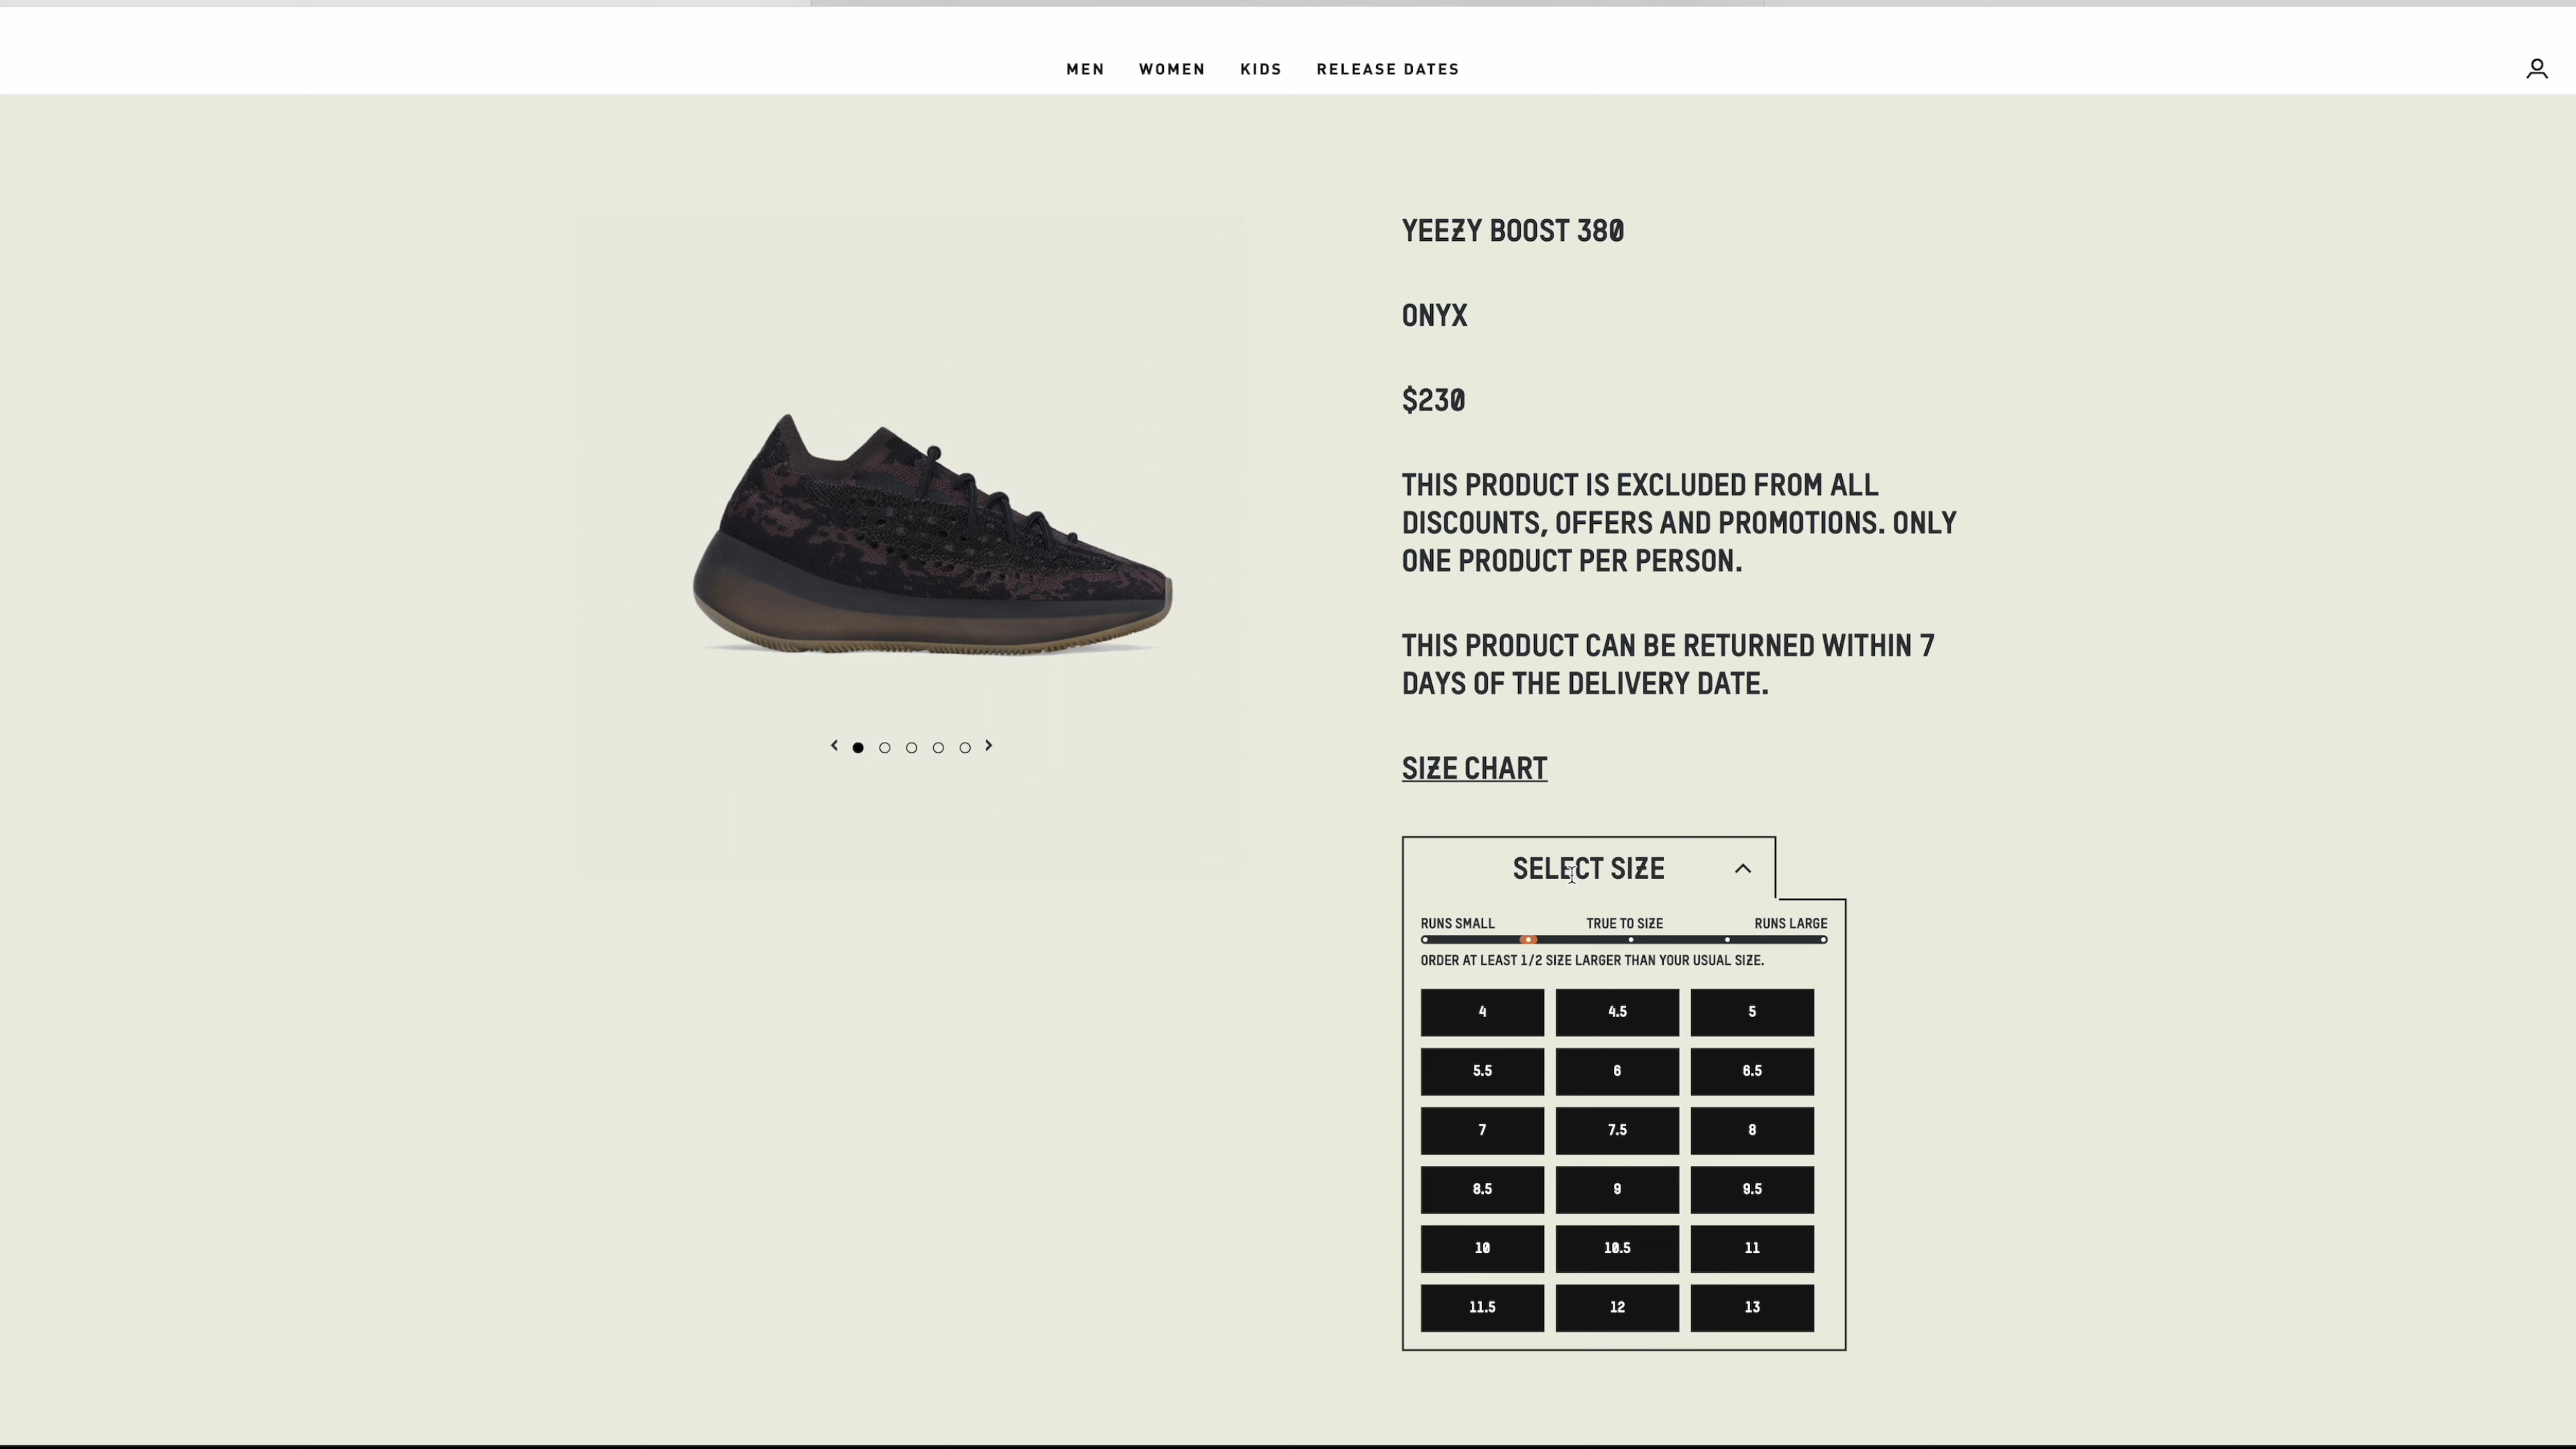 MEN WOMEN KIDS RELEASE DATES
YEEZY BOOST 380
ONYX
$230
THIS PRODUCT IS EXCLUDED FROM ALL
DISCOUNTS, OFFERS AND PROMOTIONS. ONLY
ONE PRODUCT PER PERSON.
THIS PRODUCT CAN BE RETURNED WITHIN 7
DAYS OF THE DELIVERY DATE.
SIZE CHART
SELECT SIZE
RUNS SMALL TRUE TO SIZE RUNS LARGE
ORDER AT LEAST 1/2 SIZE LARGER THAN YOUR USUAL SIZE.
4 4.5 5
5.5 6 6.5
7 7.5 8
8.5 9 9.5
10 10.5 11
11.5 12 13